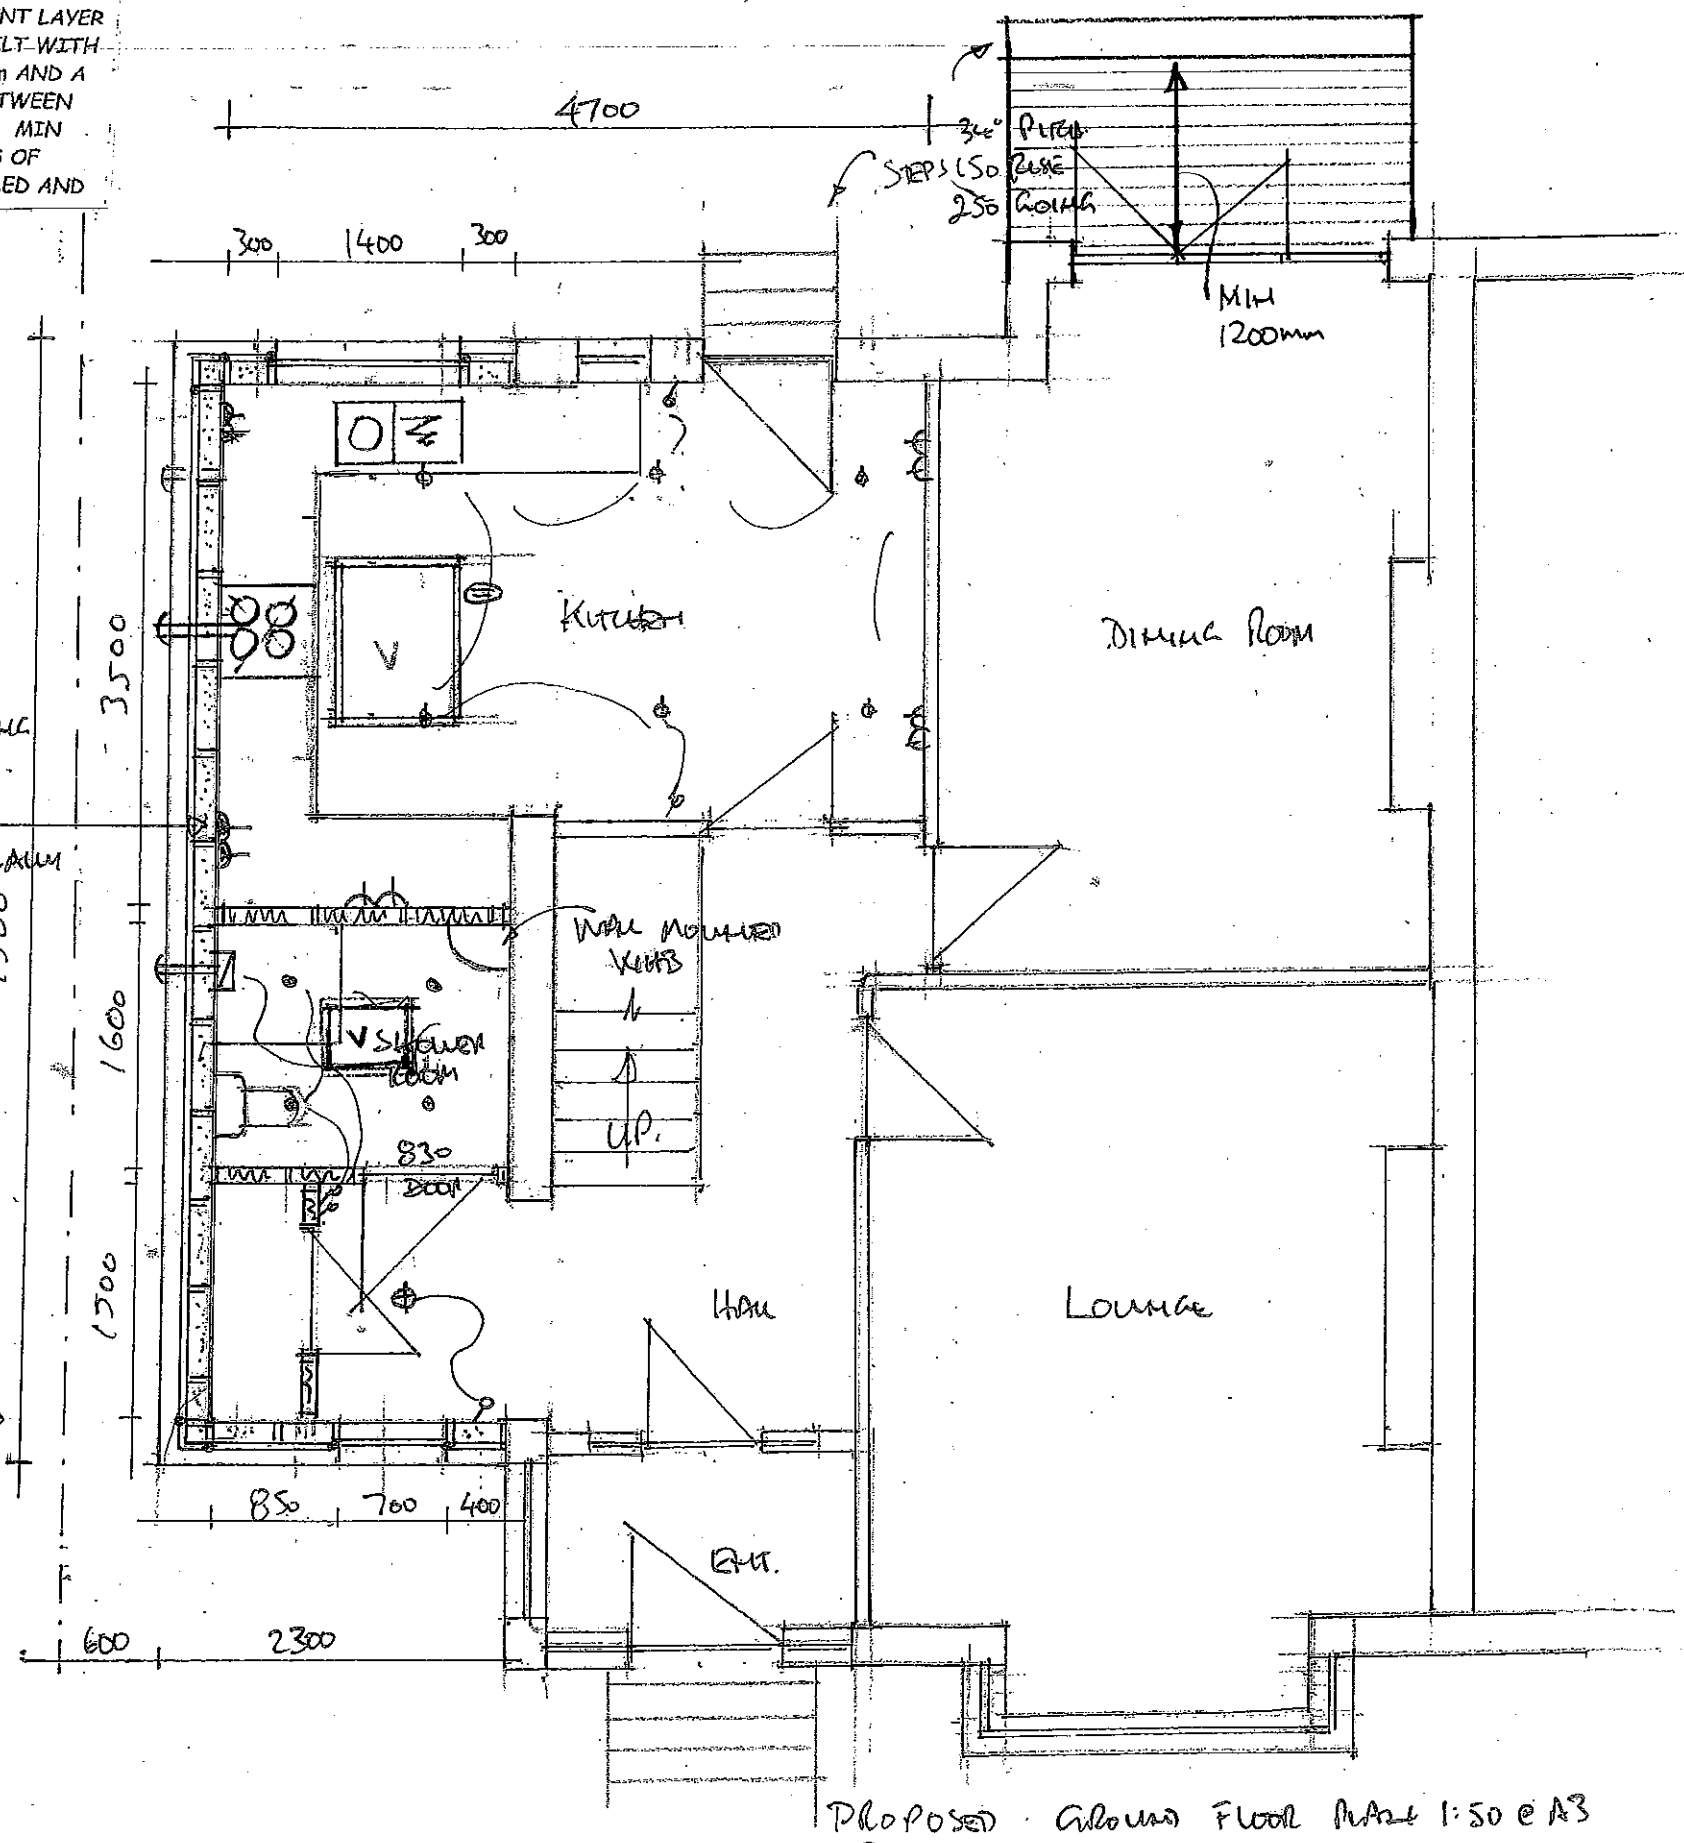 NT LAYER
LT WITH
m AND A
TWEEN
MIN
S OF
ED AND
4700
PITCH
STEPS 150 RISE
250 GOING
300 1400 300
MIN
1200mm
KITCHEN
V
DINING ROOM
3500
WALL MOUNTED
WHB
1600
V SHOWER
ROOM
UP.
830
DOOR
1500
HALL
LOUNGE
850 700 400
ENT.
600 2300
PROPOSED GROUND FLOOR PLAN 1:50 @ A3